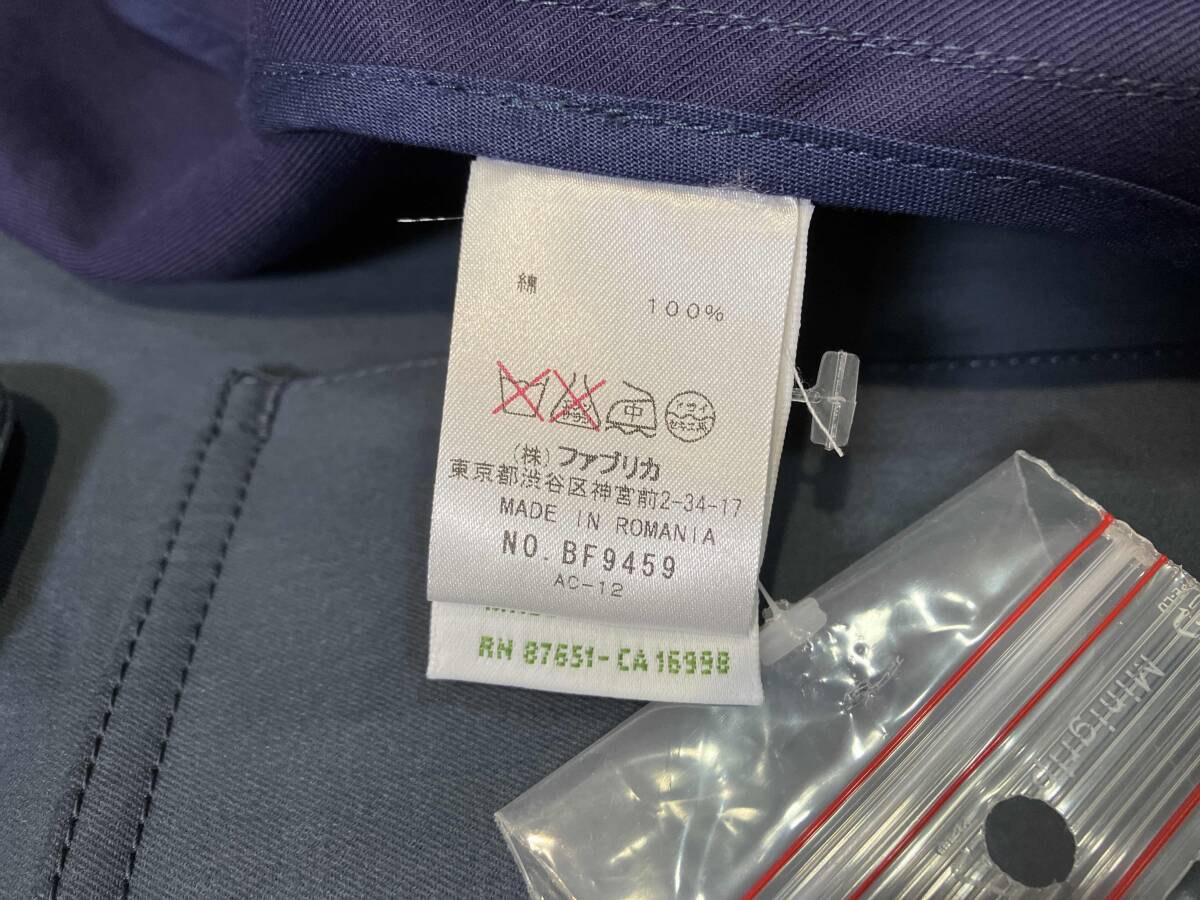 綿 100%
中
(株)ファブリカ
東京都渋谷区神宮前2-34-17
MADE IN ROMANIA
NO. BF9459
AC-12
RN 87651-CA 16998
Minigrip